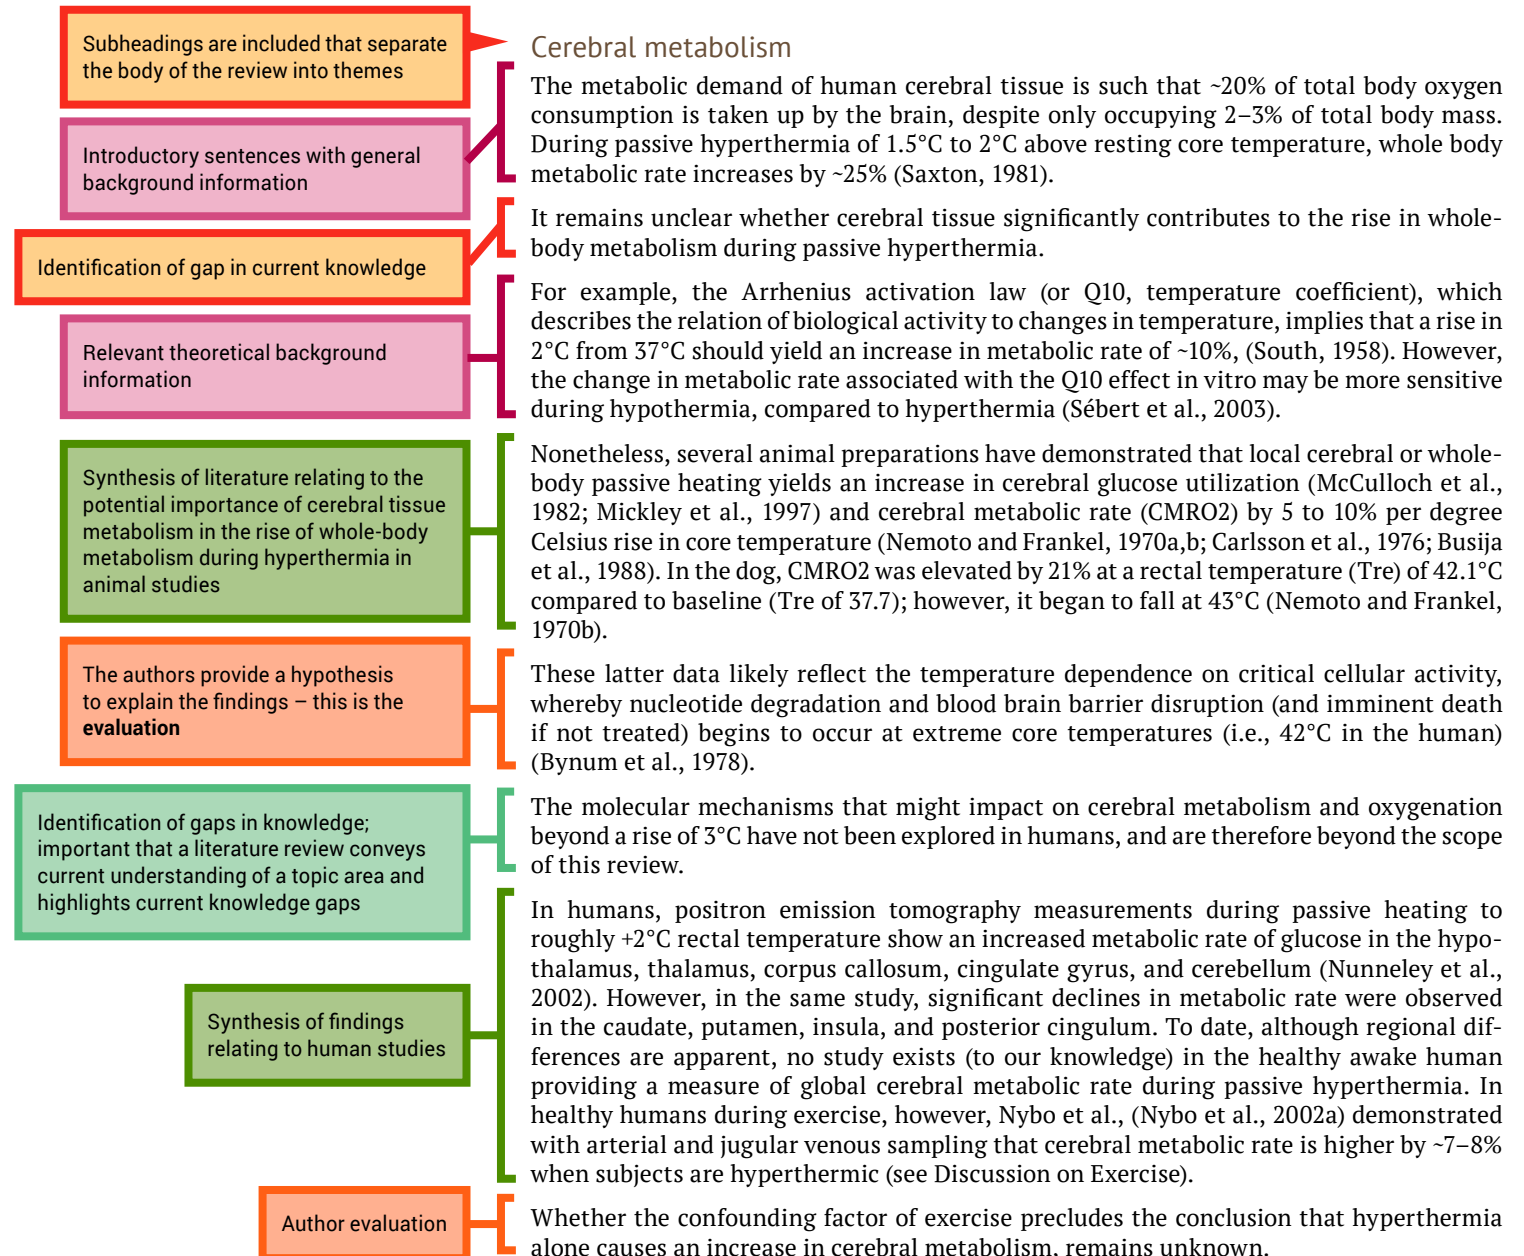 Subheadings are included that separate
the body of the review into themes
Cerebral metabolism
Introductory sentences with general
background information
The metabolic demand of human cerebral tissue is such that ~20% of total body oxygen
consumption is taken up by the brain, despite only occupying 2–3% of total body mass.
During passive hyperthermia of 1.5°C to 2°C above resting core temperature, whole body
metabolic rate increases by ~25% (Saxton, 1981).
Identification of gap in current knowledge
It remains unclear whether cerebral tissue significantly contributes to the rise in whole-
body metabolism during passive hyperthermia.
Relevant theoretical background
information
For example, the Arrhenius activation law (or Q10, temperature coefficient), which
describes the relation of biological activity to changes in temperature, implies that a rise in
2°C from 37°C should yield an increase in metabolic rate of ~10%, (South, 1958). However,
the change in metabolic rate associated with the Q10 effect in vitro may be more sensitive
during hypothermia, compared to hyperthermia (Sébert et al., 2003).
Synthesis of literature relating to the
potential importance of cerebral tissue
metabolism in the rise of whole-body
metabolism during hyperthermia in
animal studies
Nonetheless, several animal preparations have demonstrated that local cerebral or whole-
body passive heating yields an increase in cerebral glucose utilization (McCulloch et al.,
1982; Mickley et al., 1997) and cerebral metabolic rate (CMRO2) by 5 to 10% per degree
Celsius rise in core temperature (Nemoto and Frankel, 1970a,b; Carlsson et al., 1976; Busija
et al., 1988). In the dog, CMRO2 was elevated by 21% at a rectal temperature (Tre) of 42.1°C
compared to baseline (Tre of 37.7); however, it began to fall at 43°C (Nemoto and Frankel,
1970b).
The authors provide a hypothesis
to explain the findings – this is the
evaluation
These latter data likely reflect the temperature dependence on critical cellular activity,
whereby nucleotide degradation and blood brain barrier disruption (and imminent death
if not treated) begins to occur at extreme core temperatures (i.e., 42°C in the human)
(Bynum et al., 1978).
Identification of gaps in knowledge;
important that a literature review conveys
current understanding of a topic area and
highlights current knowledge gaps
The molecular mechanisms that might impact on cerebral metabolism and oxygenation
beyond a rise of 3°C have not been explored in humans, and are therefore beyond the scope
of this review.
Synthesis of findings
relating to human studies
In humans, positron emission tomography measurements during passive heating to
roughly +2°C rectal temperature show an increased metabolic rate of glucose in the hypo-
thalamus, thalamus, corpus callosum, cingulate gyrus, and cerebellum (Nunneley et al.,
2002). However, in the same study, significant declines in metabolic rate were observed
in the caudate, putamen, insula, and posterior cingulum. To date, although regional dif-
ferences are apparent, no study exists (to our knowledge) in the healthy awake human
providing a measure of global cerebral metabolic rate during passive hyperthermia. In
healthy humans during exercise, however, Nybo et al., (Nybo et al., 2002a) demonstrated
with arterial and jugular venous sampling that cerebral metabolic rate is higher by ~7–8%
when subjects are hyperthermic (see Discussion on Exercise).
Author evaluation
Whether the confounding factor of exercise precludes the conclusion that hyperthermia
alone causes an increase in cerebral metabolism, remains unknown.